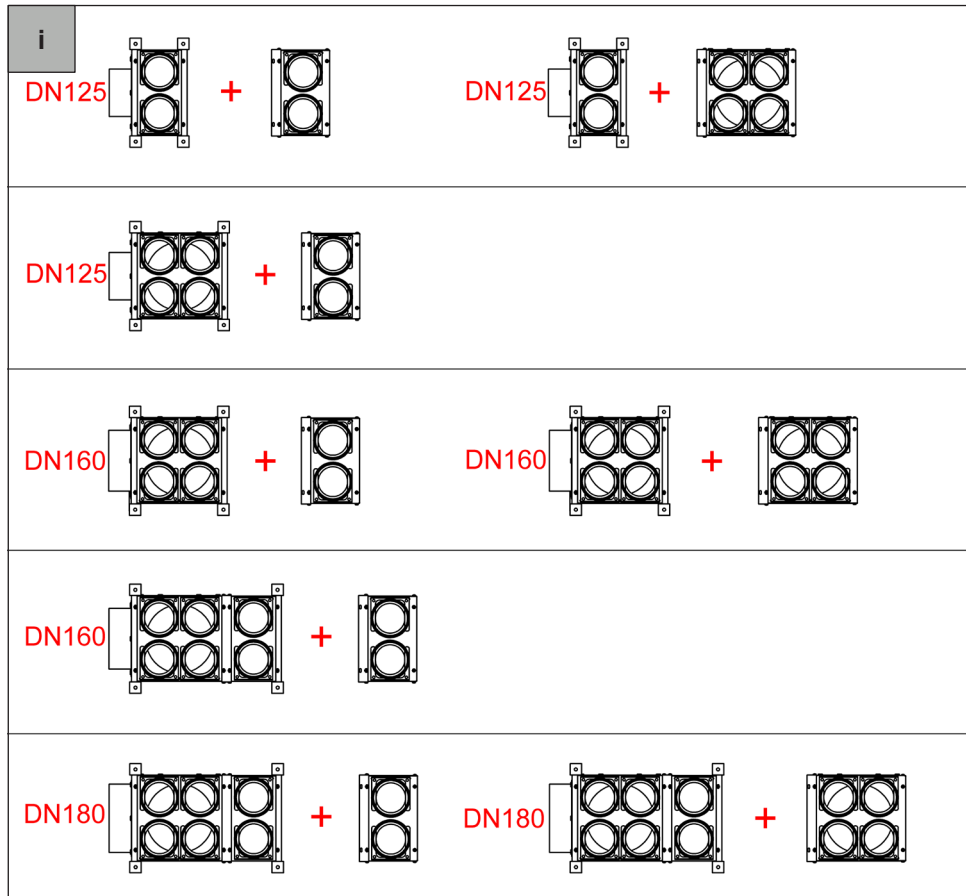 i
DN125 + DN125 +
DN125 +
DN160 + DN160 +
DN160 +
DN180 + DN180 +